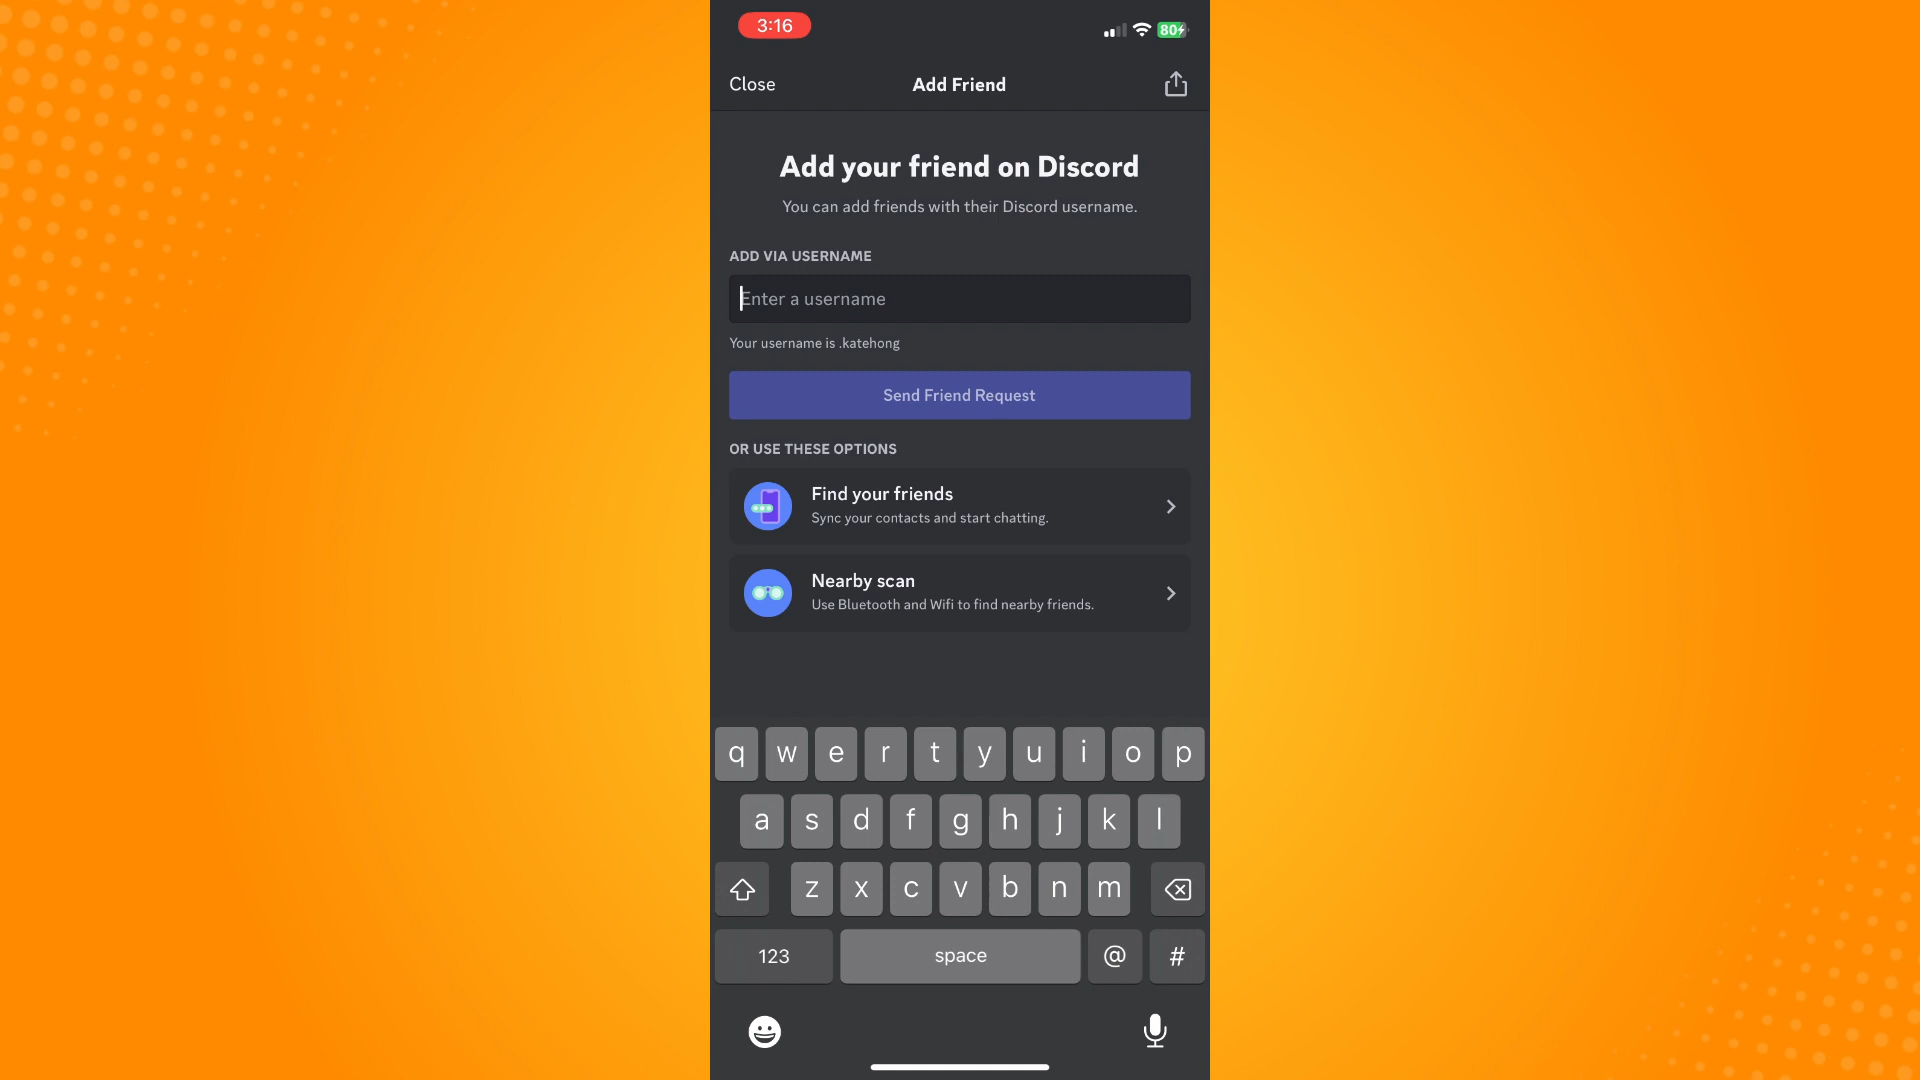 3:16
80
Close
Add Friend
Add your friend on Discord
You can add friends with their Discord username.
ADD VIA USERNAME
Enter a username
Your username is .katehong
Send Friend Request
OR USE THESE OPTIONS
Find your friends
Sync your contacts and start chatting.
Nearby scan
Use Bluetooth and Wifi to find nearby friends.
q w e r t y u i o p
a s d f g h j k l
z x c v b n m
123 space @ #